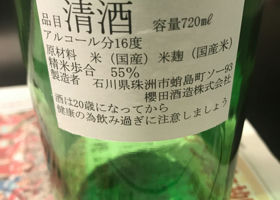 品目 清酒 容量720ml
アルコール分16度
原材料 米(国産)米麹(国産米)
精米歩合 55%
製造者 石川県珠洲市蛸島町ソー93
櫻田酒造株式会社
酒は20歳になってから
健康の為飲み過ぎに注意しましょう